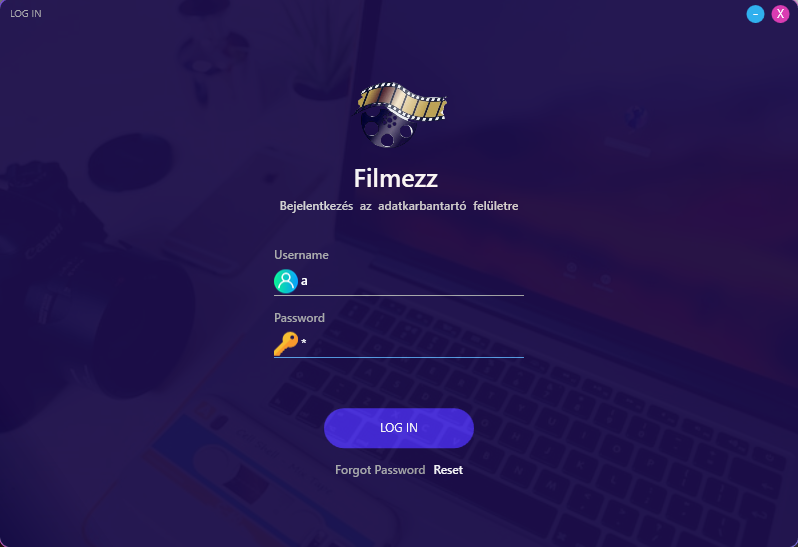 LOG IN
– X
Filmezz
Bejelentkezés az adatkarbantartó felületre
Username
a
Password
*
LOG IN
Forgot Password Reset